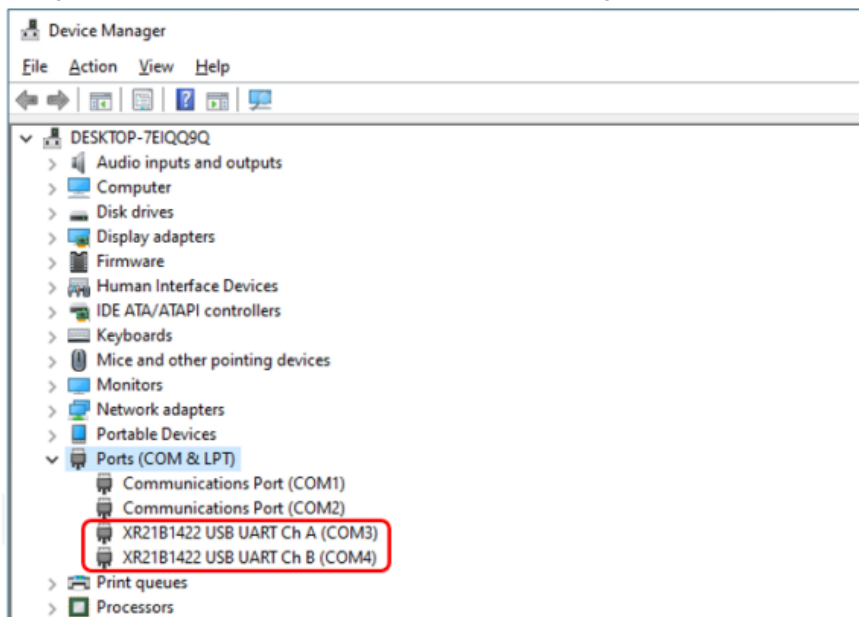 Device Manager
File Action View Help
DESKTOP-7EIQQ9Q
Audio inputs and outputs
Computer
Disk drives
Display adapters
Firmware
Human Interface Devices
IDE ATA/ATAPI controllers
Keyboards
Mice and other pointing devices
Monitors
Network adapters
Portable Devices
Ports (COM & LPT)
Communications Port (COM1)
Communications Port (COM2)
XR21B1422 USB UART Ch A (COM3)
XR21B1422 USB UART Ch B (COM4)
Print queues
Processors